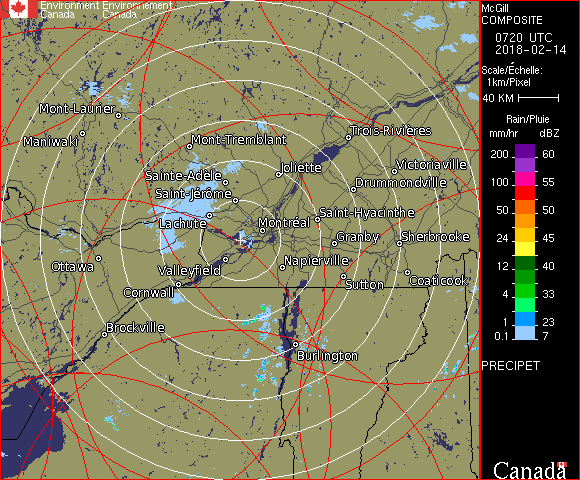 Environment Environnement
Canada Canada
McGill
COMPOSITE
0720 UTC
2018-02-14
Scale/Échelle:
1km/Pixel
40 KM
Rain/Pluie
mm/hr dBZ
200 60
155 55
100 55
50 50
24 45
12 40
4 33
1 23
0.1 7
PRECIPET
Mont-Laurier
Maniwaki
Mont-Tremblant
Trois-Rivières
Sainte-Adèle
Joliette
Victoriaville
Saint-Jérôme
Drummondville
Lachute
Montréal
Saint-Hyacinthe
Granby
Sherbrooke
Ottawa
Valleyfield
Napierville
Cornwall
Sutton
Coaticook
Brockville
Burlington
Canada